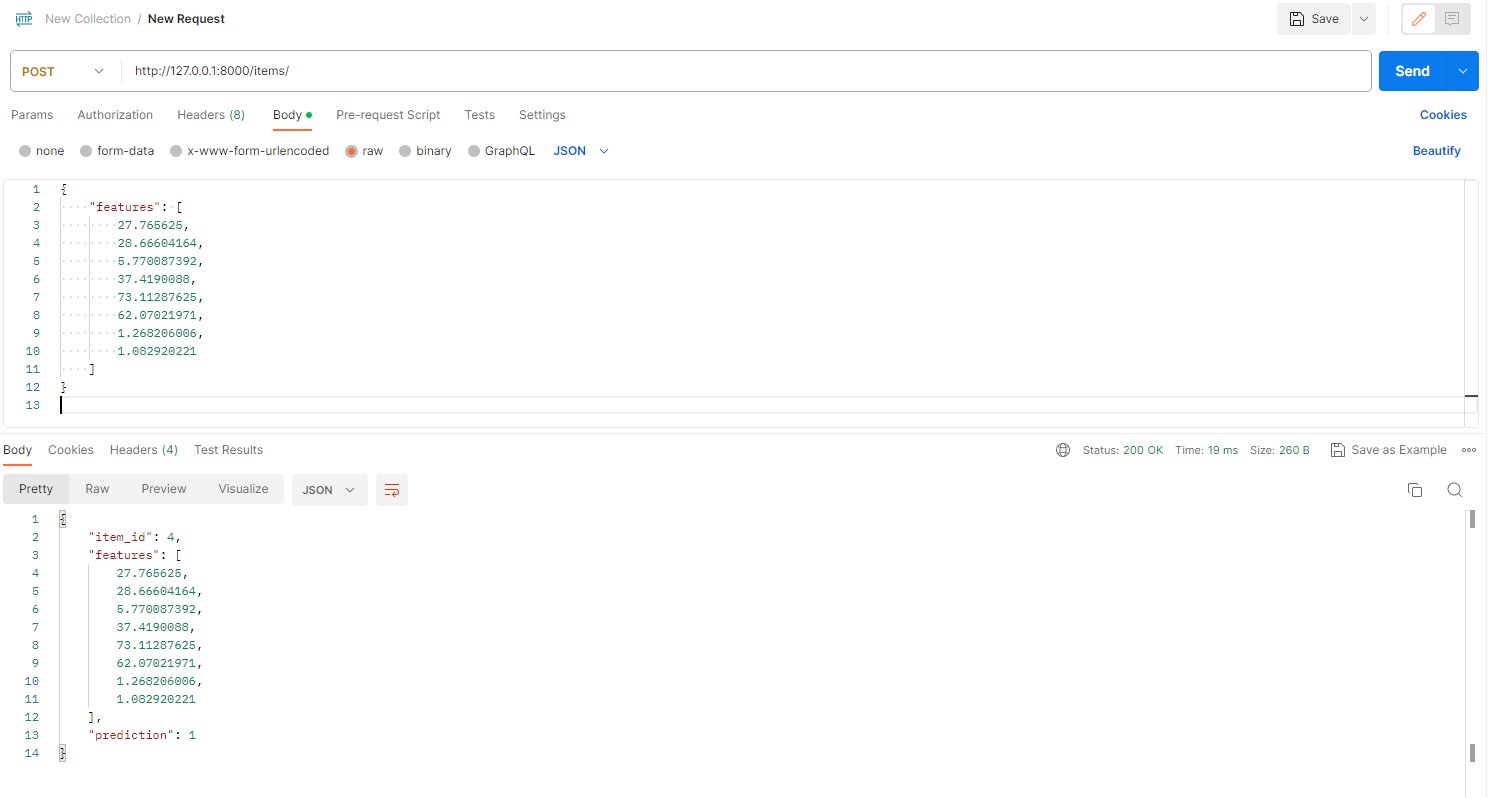 HTTP New Collection / New Request Save
POST http://127.0.0.1:8000/items/ Send
Params Authorization Headers (8) Body Pre-request Script Tests Settings Cookies
none form-data x-www-form-urlencoded raw binary GraphQL JSON Beautify
1 {
2 "features": [
3 27.765625,
4 28.66604164,
5 5.770087392,
6 37.4190088,
7 73.11287625,
8 62.07021971,
9 1.268206006,
10 1.082920221
11 ]
12 }
13
Body Cookies Headers (4) Test Results Status: 200 OK Time: 19 ms Size: 260 B Save as Example
Pretty Raw Preview Visualize JSON
1 {
2 "item_id": 4,
3 "features": [
4 27.765625,
5 28.66604164,
6 5.770087392,
7 37.4190088,
8 73.11287625,
9 62.07021971,
10 1.268206006,
11 1.082920221
12 ],
13 "prediction": 1
14 }